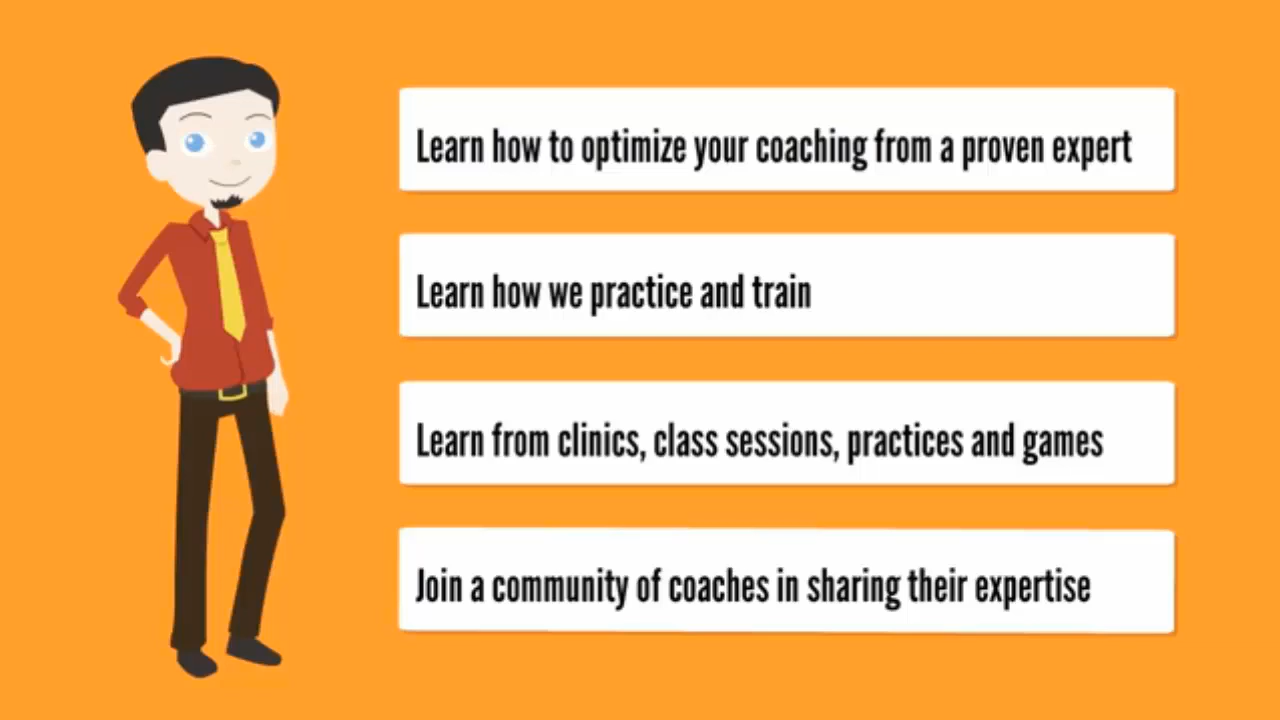 Learn how to optimize your coaching from a proven expert
Learn how we practice and train
Learn from clinics, class sessions, practices and games
Join a community of coaches in sharing their expertise